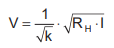 V = 1/√k · √(R_H · I)